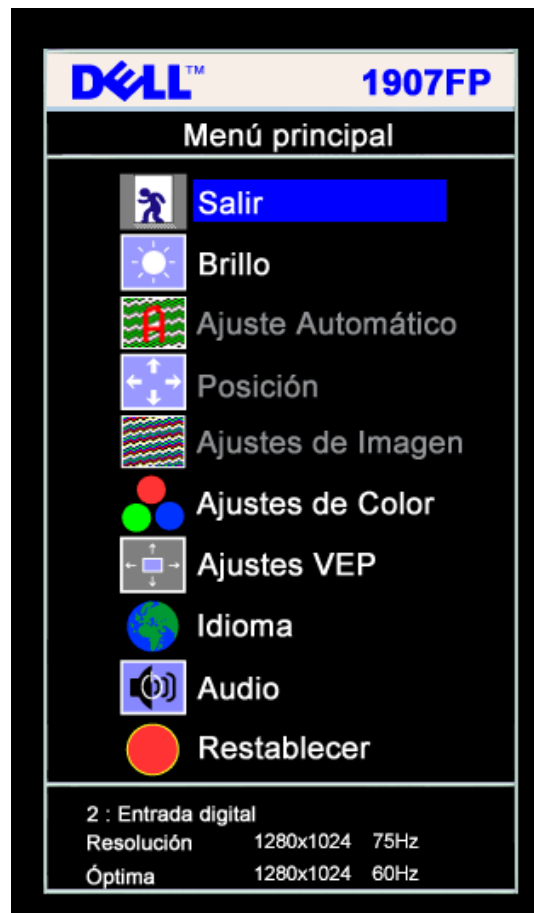 DELL™ 1907FP
Menú principal
Salir
Brillo
Ajuste Automático
Posición
Ajustes de Imagen
Ajustes de Color
Ajustes VEP
Idioma
Audio
Restablecer
2 : Entrada digital
Resolución 1280x1024 75Hz
Óptima 1280x1024 60Hz